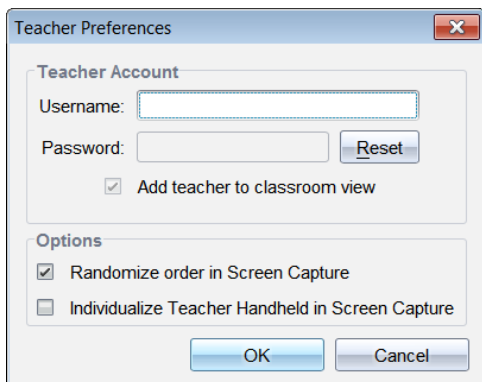 Teacher Preferences
Teacher Account
Username:
Password:
Reset
Add teacher to classroom view
Options
Randomize order in Screen Capture
Individualize Teacher Handheld in Screen Capture
OK
Cancel